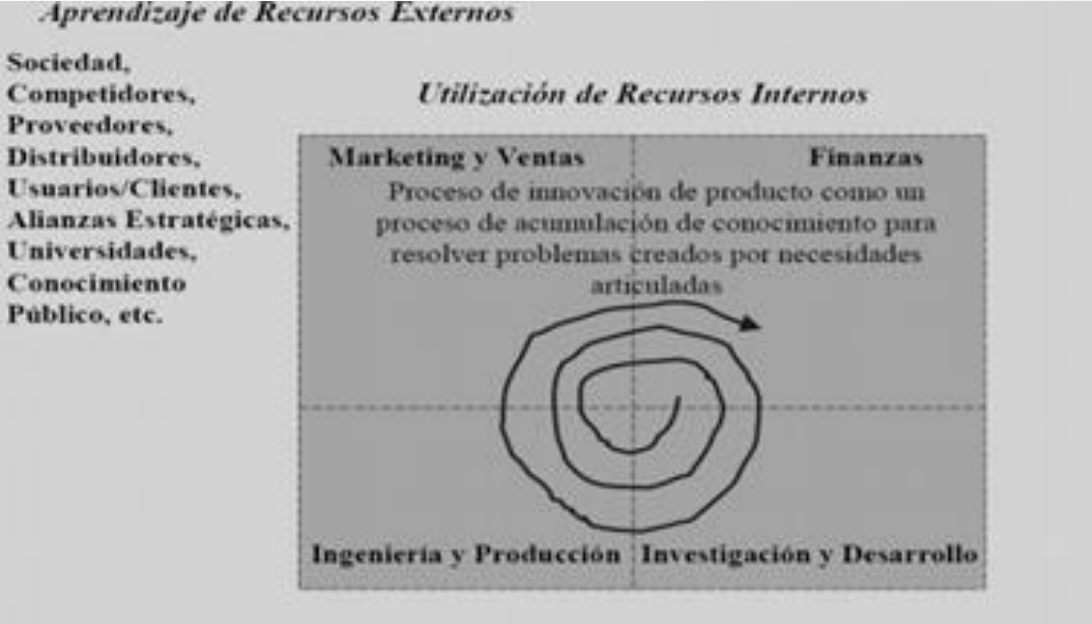 Aprendizaje de Recursos Externos
Sociedad,
Competidores,
Proveedores,
Distribuidores,
Usuarios/Clientes,
Alianzas Estratégicas,
Universidades,
Conocimiento
Público, etc.
Utilización de Recursos Internos
Marketing y Ventas
Finanzas
Proceso de innovación de producto como un
proceso de acumulación de conocimiento para
resolver problemas creados por necesidades
articuladas
Ingeniería y Producción
Investigación y Desarrollo